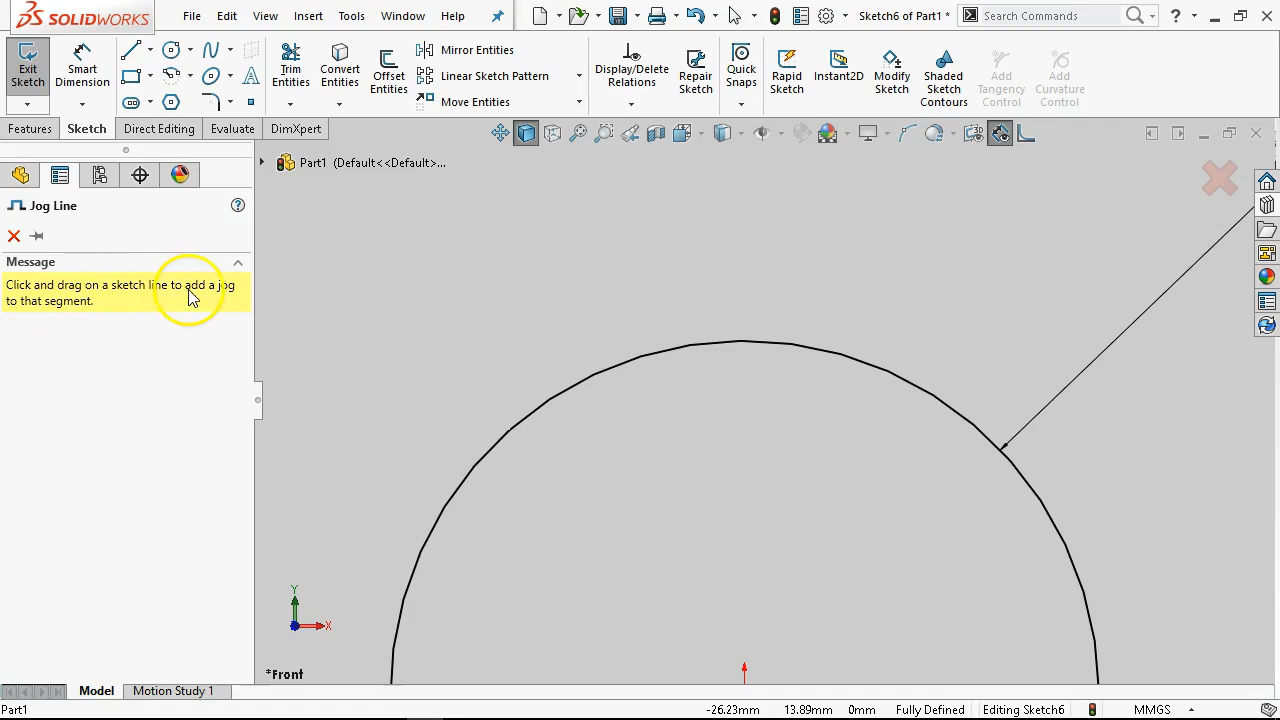 SOLIDWORKS File Edit View Insert Tools Window Help Sketch6 of Part1 * Search Commands ?
Exit Sketch
Smart Dimension
Trim Entities
Convert Entities
Offset Entities
Mirror Entities
Linear Sketch Pattern
Move Entities
Display/Delete Relations
Repair Sketch
Quick Snaps
Rapid Sketch
Instant2D
Modify Sketch
Shaded Sketch Contours
Add Tangency Control
Add Curvature Control
Features Sketch Direct Editing Evaluate DimXpert
Part1 (Default<<Default>...
Jog Line ?
Message
Click and drag on a sketch line to add a jog
to that segment.
Y
X
*Front
Model Motion Study 1
Part1 -26.23mm 13.89mm 0mm Fully Defined Editing Sketch6 MMGS